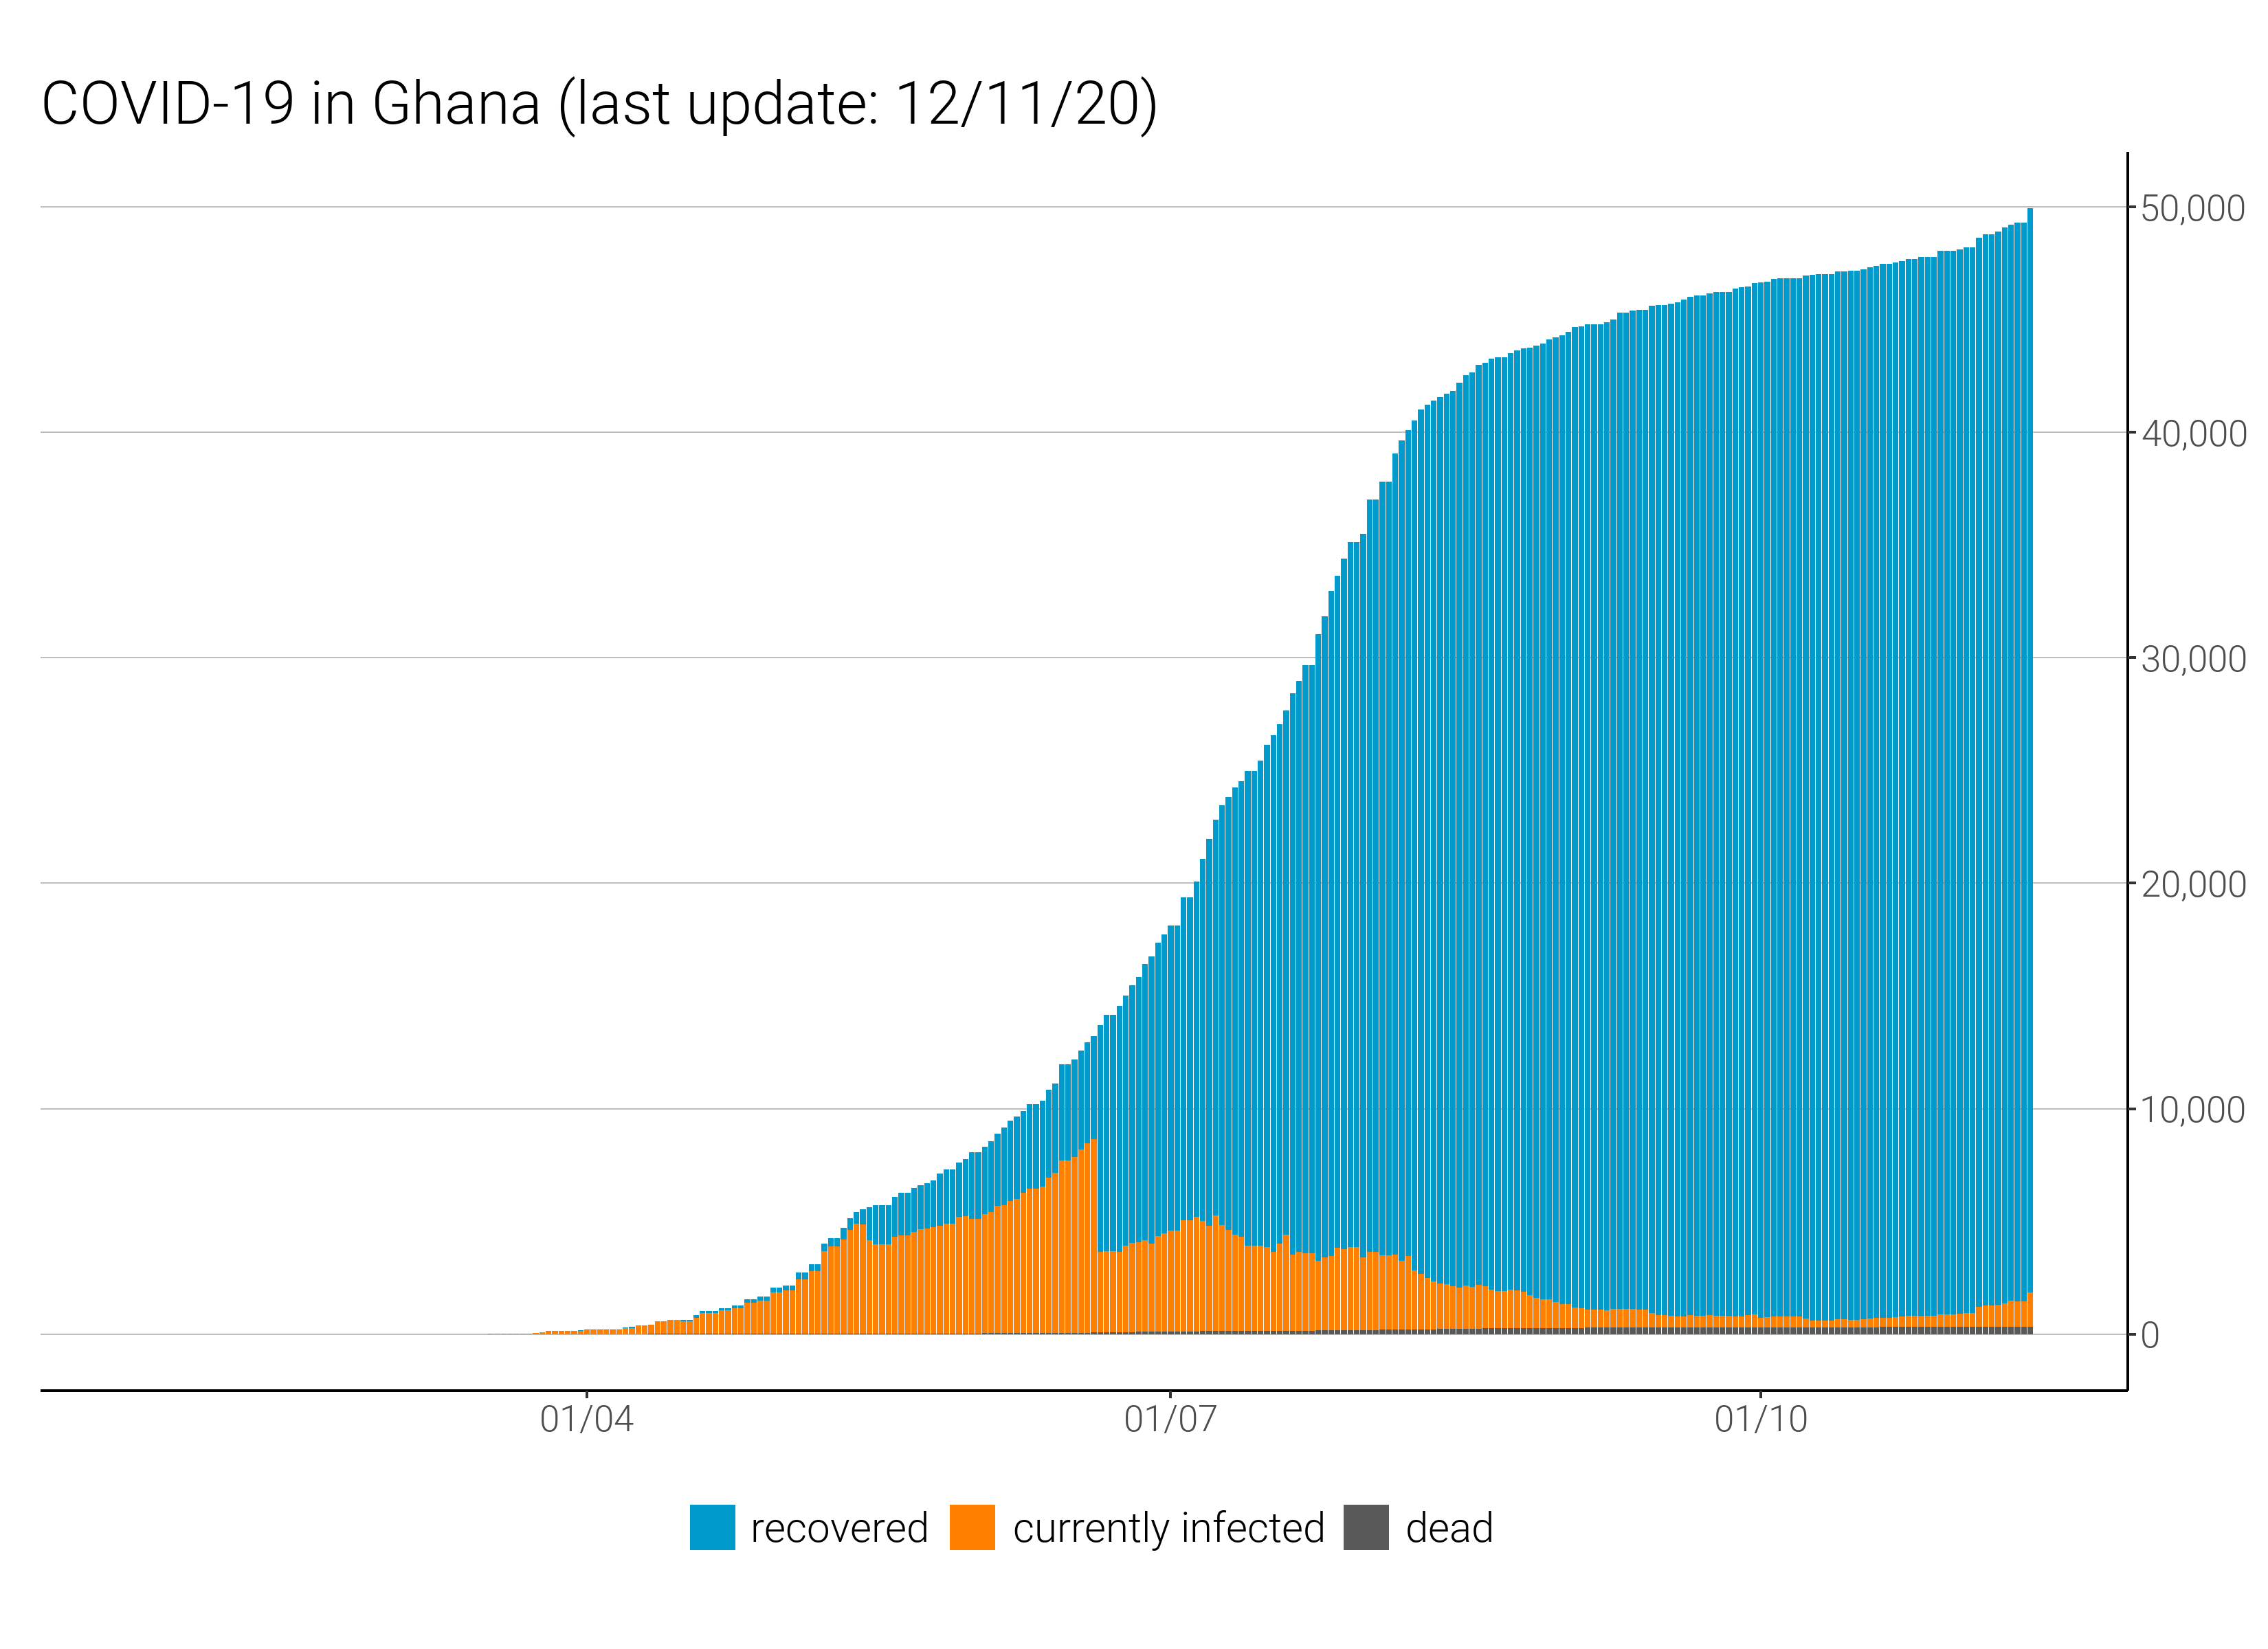 COVID-19 in Ghana (last update: 12/11/20)
50,000
40,000
30,000
20,000
10,000
0
01/04 01/07 01/10
recovered currently infected dead